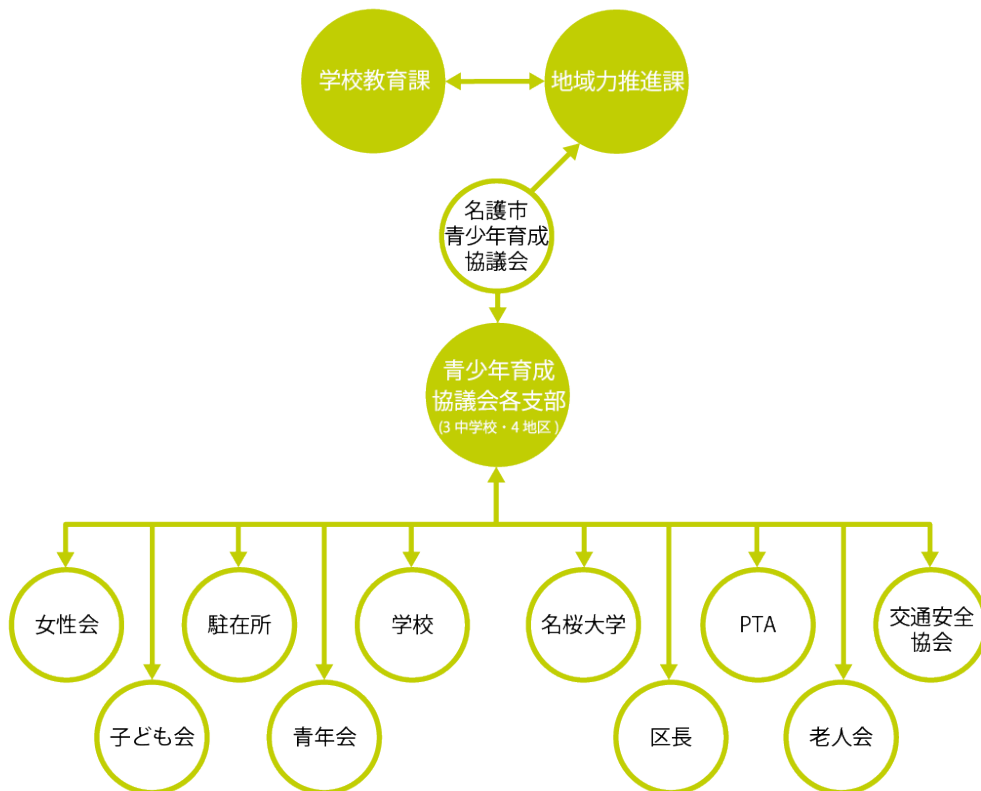 学校教育課
地域力推進課
名護市
青少年育成
協議会
青少年育成
協議会各支部
(3 中学校・4 地区 )
女性会
駐在所
学校
名桜大学
PTA
交通安全
協会
子ども会
青年会
区長
老人会